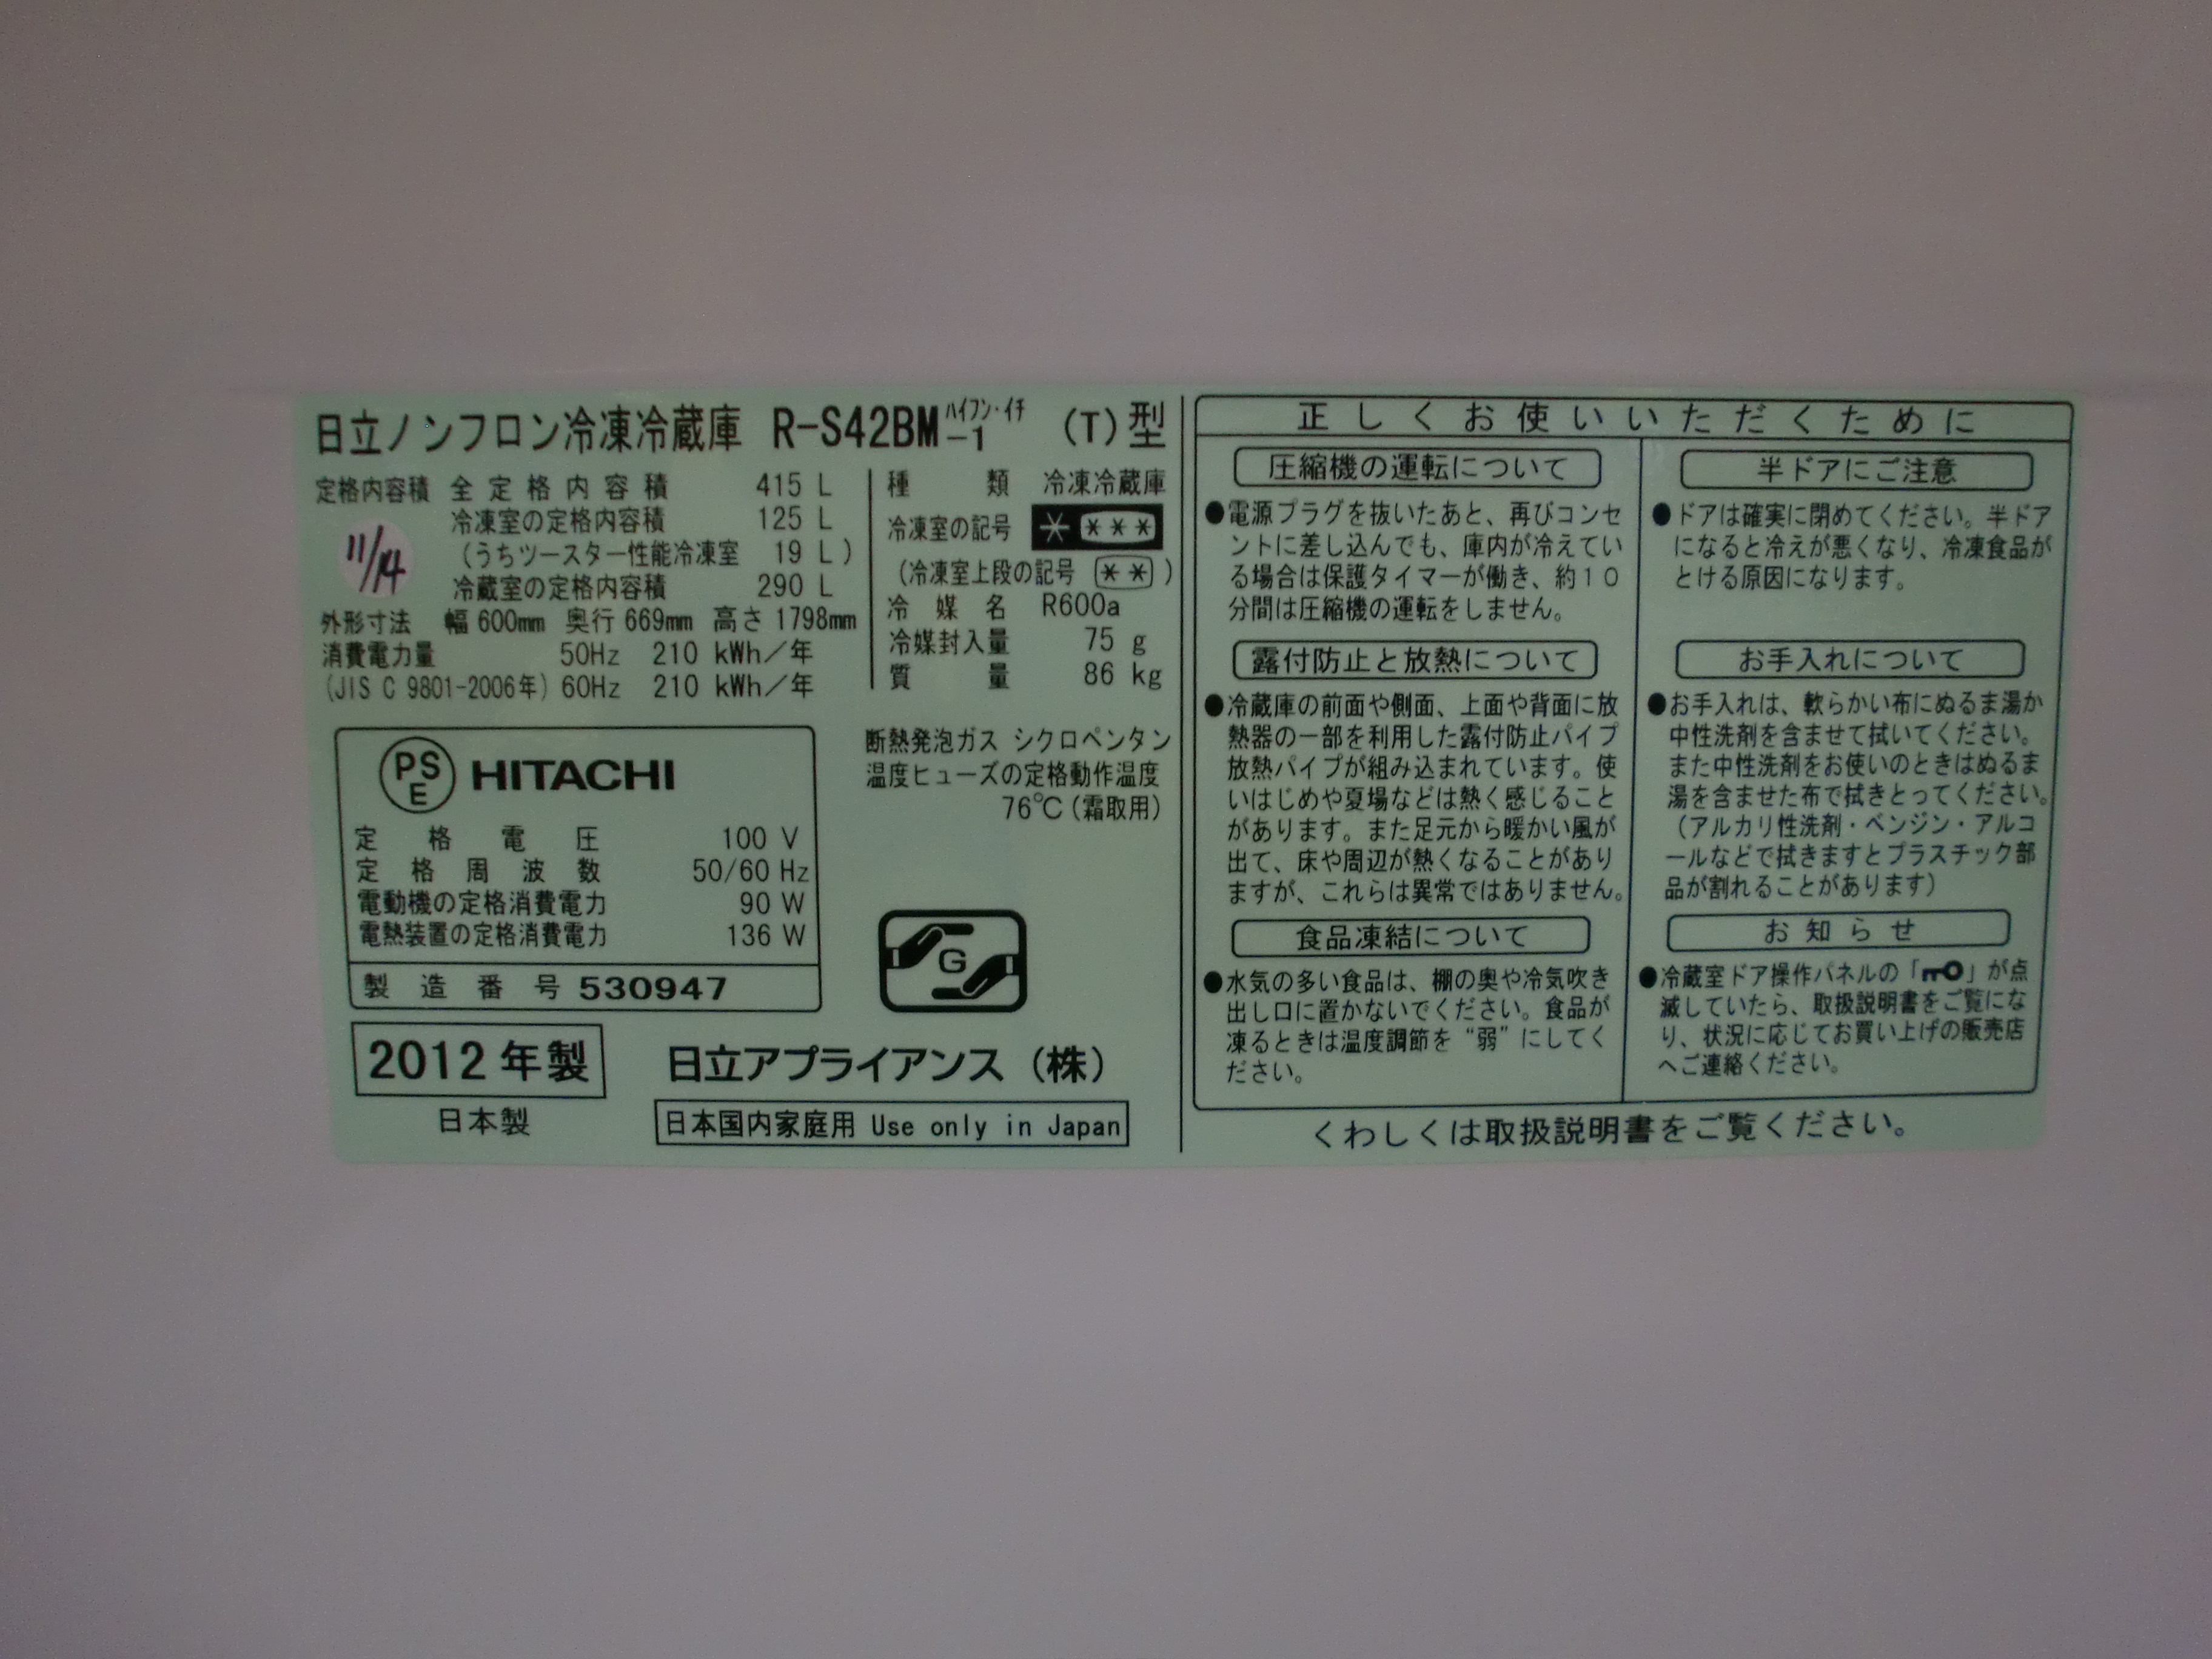 日立ノンフロン冷凍冷蔵庫 R-S42BM-1 ハイフン・イチ (T)型
定格内容積 全定格内容積 415 L
冷凍室の定格内容積 125 L
(うちツースター性能冷凍室 19 L)
冷蔵室の定格内容積 290 L
11/14
外形寸法 幅 600mm 奥行 669mm 高さ 1798mm
消費電力量 50Hz 210 kWh/年
(JIS C 9801-2006年) 60Hz 210 kWh/年
種類 冷凍冷蔵庫
冷凍室の記号 * ***
(冷凍室上段の記号 **)
冷媒名 R600a
冷媒封入量 75 g
質量 86 kg
断熱発泡ガス シクロペンタン
温度ヒューズの定格動作温度
76℃(霜取用)
PSE HITACHI
定格電圧 100 V
定格周波数 50/60 Hz
電動機の定格消費電力 90 W
電熱装置の定格消費電力 136 W
製造番号 530947
G
2012年製
日本製
日立アプライアンス(株)
日本国内家庭用 Use only in Japan
正しくお使いいただくために
圧縮機の運転について
●電源プラグを抜いたあと、再びコンセ
ントに差し込んでも、庫内が冷えてい
る場合は保護タイマーが働き、約10
分間は圧縮機の運転をしません。
露付防止と放熱について
●冷蔵庫の前面や側面、上面や背面に放
熱器の一部を利用した露付防止パイプ
放熱パイプが組み込まれています。使
いはじめや夏場などは熱く感じること
があります。また足元から暖かい風が
出て、床や周辺が熱くなることがあり
ますが、これらは異常ではありません。
食品凍結について
●水気の多い食品は、棚の奥や冷気吹き
出し口に置かないでください。食品が
凍るときは温度調節を“弱”にしてく
ださい。
半ドアにご注意
●ドアは確実に閉めてください。半ドア
になると冷えが悪くなり、冷凍食品が
とける原因になります。
お手入れについて
●お手入れは、軟らかい布にぬるま湯か
中性洗剤を含ませて拭いてください。
また中性洗剤をお使いのときはぬるま
湯を含ませた布で拭きとってください。
(アルカリ性洗剤・ベンジン・アルコ
ールなどで拭きますとプラスチック部
品が割れることがあります)
お知らせ
●冷蔵室ドア操作パネルの「」が点
滅していたら、取扱説明書をご覧にな
り、状況に応じてお買い上げの販売店
へご連絡ください。
くわしくは取扱説明書をご覧ください。